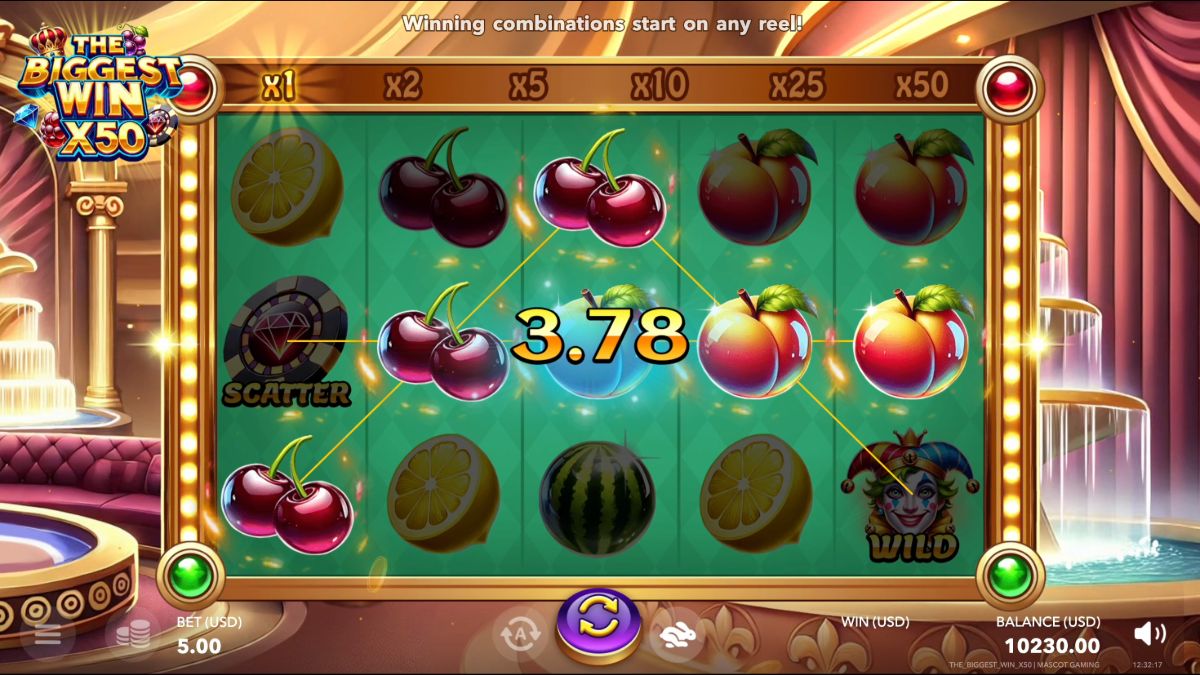 Winning combinations start on any reel!
THE
BIGGEST
WIN
X50
x1 x2 x5 x10 x25 x50
3.78
SCATTER
WILD
BET (USD)
5.00
A
WIN (USD)
BALANCE (USD)
10230.00
THE_BIGGEST_WIN_X50 | MASCOT GAMING
12:32:17